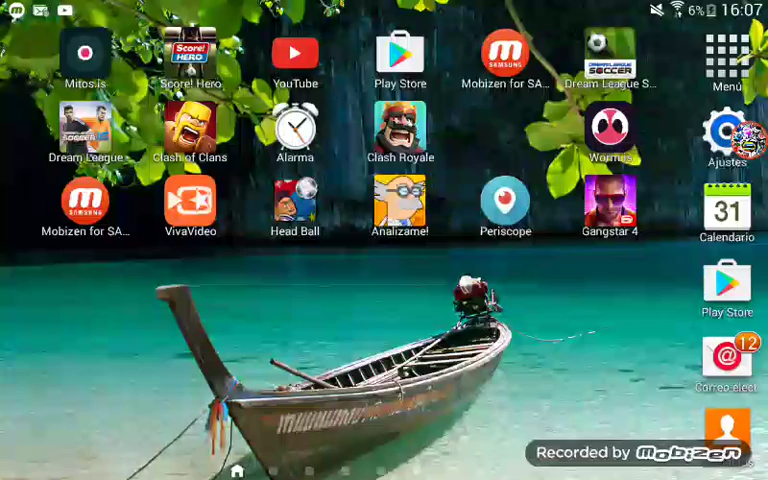 6% 16:07
Mitos.is
Score! Hero
YouTube
Play Store
Mobizen for SA...
Dream League S...
Menú
Dream League
Clash of Clans
Alarma
Clash Royale
Wormis
Ajustes
Mobizen for SA...
VivaVideo
Head Ball
Analizame!
Periscope
Gangstar 4
31
Calendario
Play Store
12
Correo elect
Recorded by Mobizen